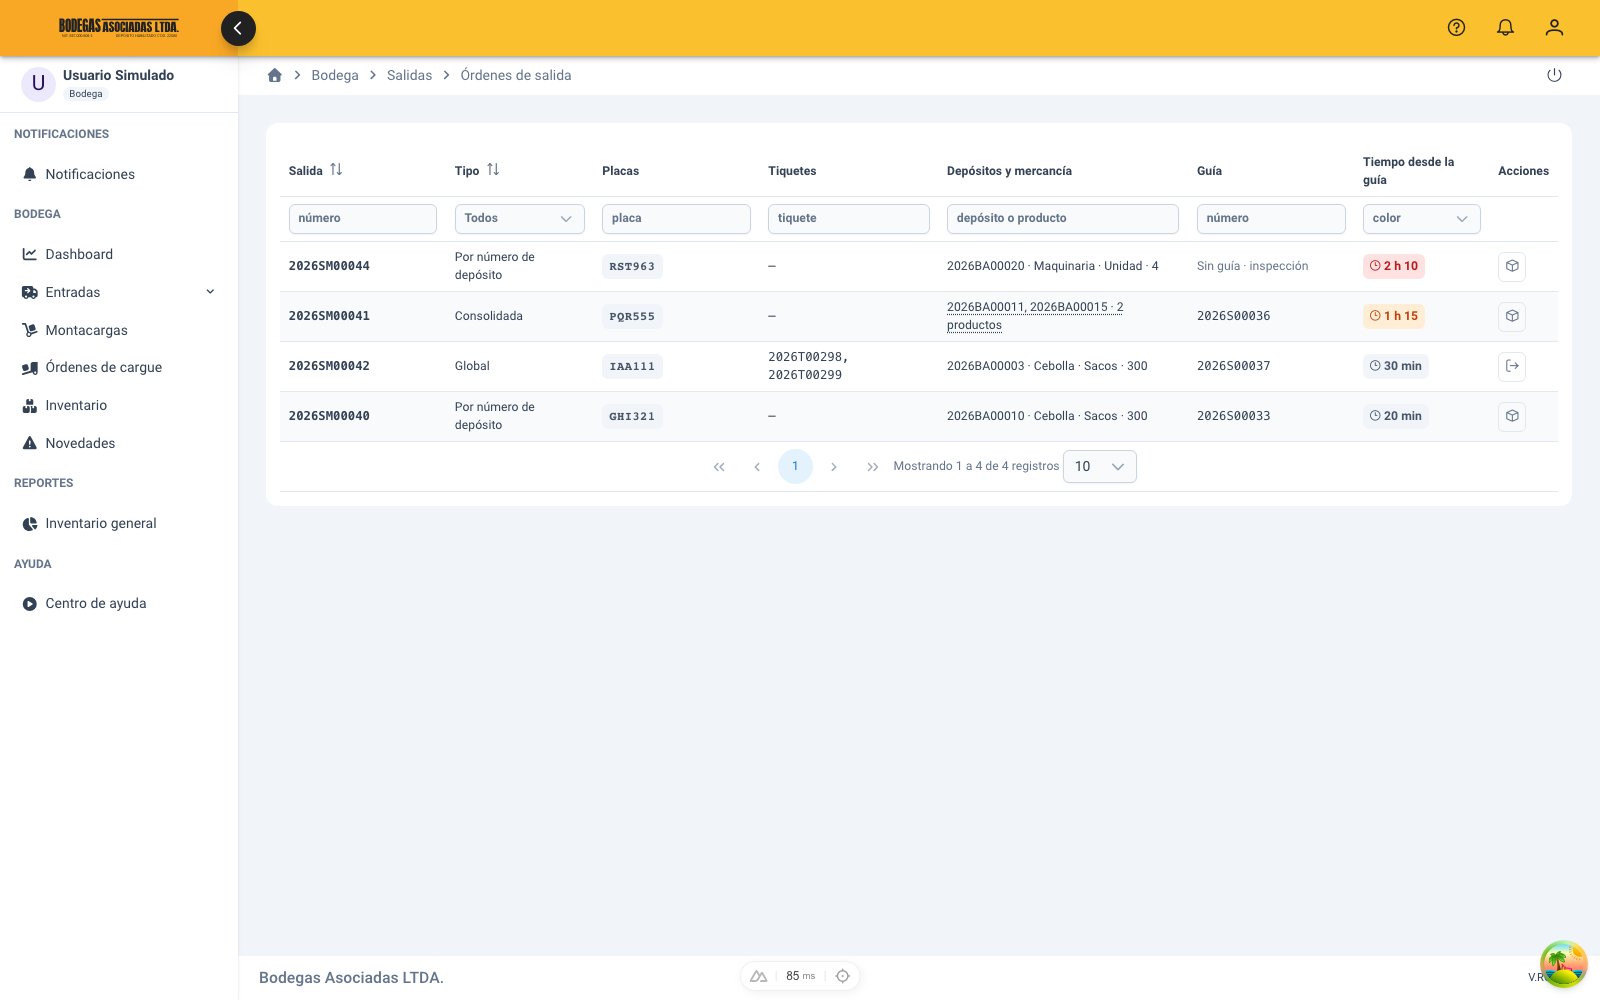 BODEGAS ASOCIADAS LTDA.
Usuario Simulado
U
Bodega
Bodega
Salidas
Órdenes de salida
NOTIFICACIONES
Notificaciones
BODEGA
Dashboard
Entradas
Montacargas
Órdenes de cargue
Inventario
Novedades
REPORTES
Inventario general
AYUDA
Centro de ayuda
Salida
Tipo
Placas
Tiquetes
Depósitos y mercancía
Guía
Tiempo desde la
guía
Acciones
número
Todos
placa
tiquete
depósito o producto
número
color
2026SM00044
Por número de
depósito
RST963
—
2026BA00020 · Maquinaria · Unidad · 4
Sin guía · inspección
2 h 10
2026SM00041
Consolidada
PQR555
—
2026BA00011, 2026BA00015 · 2
productos
2026S00036
1 h 15
2026SM00042
Global
IAA111
2026T00298,
2026T00299
2026BA00003 · Cebolla · Sacos · 300
2026S00037
30 min
2026SM00040
Por número de
depósito
GHI321
—
2026BA00010 · Cebolla · Sacos · 300
2026S00033
20 min
1
Mostrando 1 a 4 de 4 registros
10
Bodegas Asociadas LTDA.
85 ms